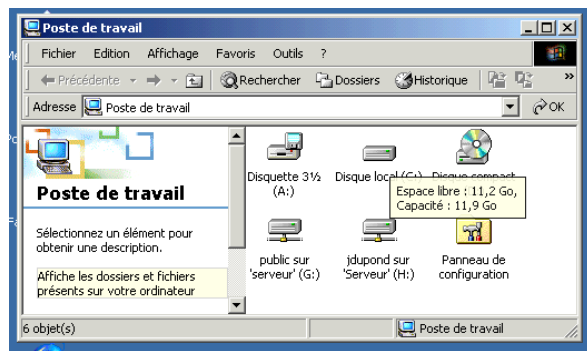 Poste de travail
Fichier Edition Affichage Favoris Outils ?
Précédente Rechercher Dossiers Historique »
Adresse Poste de travail OK
Poste de travail
Sélectionnez un élément pour
obtenir une description.
Affiche les dossiers et fichiers
présents sur votre ordinateur
Disquette 3½
(A:)
Disque local (C:)
Disque compact
Espace libre : 11,2 Go,
Capacité : 11,9 Go
public sur
'serveur' (G:)
jdupond sur
'Serveur' (H:)
Panneau de
configuration
6 objet(s) Poste de travail